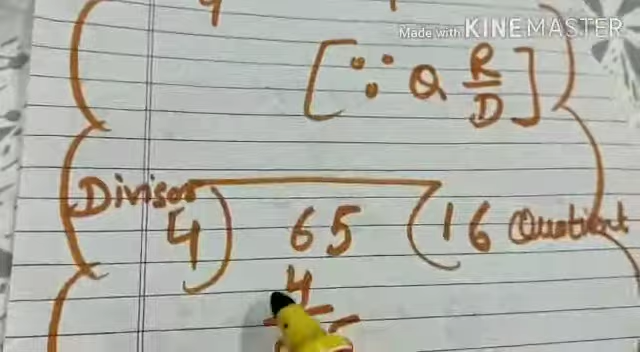 Made with KINEMASTER
[∵ Q R/D]
Divisor
4) 65 (16 Quotient
4